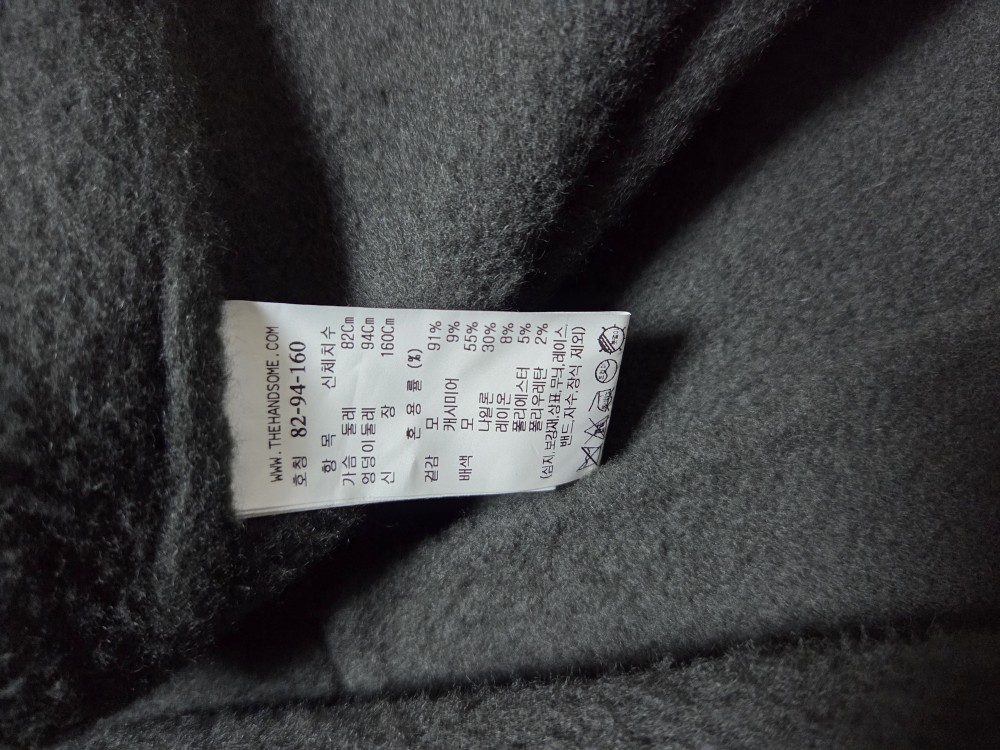 WWW.THEHANDSOME.COM
호칭 82-94-160
항 목 신체치수
가슴 둘레 82Cm
엉덩이둘레 94Cm
신 장 160Cm
혼 용 률 (%)
겉감 모 91%
캐시미어 9%
배색 모 55%
나일론 30%
레이온 8%
폴리에스터 5%
폴리우레탄 2%
(심지,보강재,상표,무늬,레이스,
밴드,자수,장식 제외)